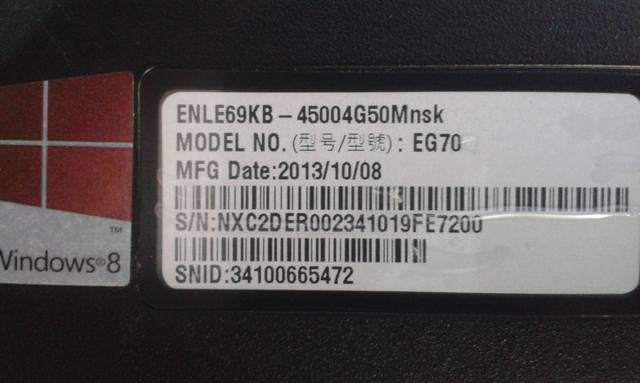 ENLE69KB - 45004G50Mnsk
MODEL NO.(型号/型號): EG70
MFG Date:2013/10/08
S/N:NXC2DER002341019FE7200
SNID:34100665472
™
Windows®8